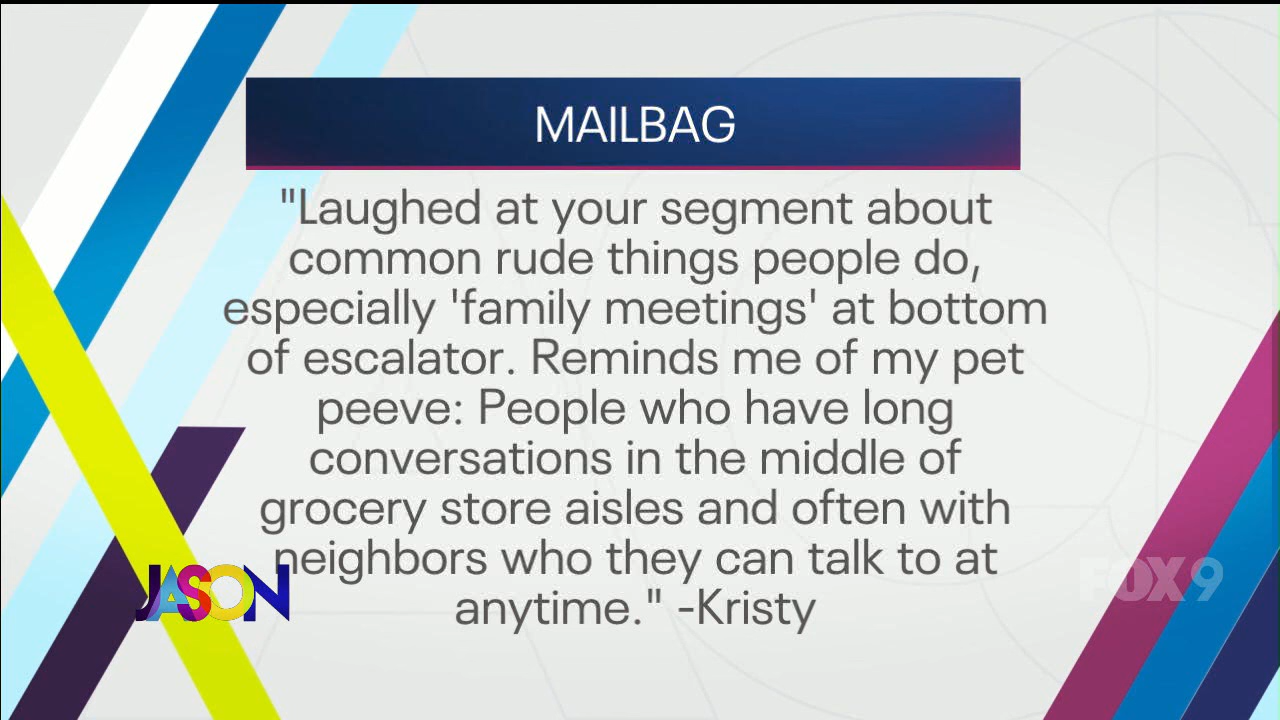 MAILBAG
"Laughed at your segment about
common rude things people do,
especially 'family meetings' at bottom
of escalator. Reminds me of my pet
peeve: People who have long
conversations in the middle of
grocery store aisles and often with
neighbors who they can talk to at
anytime." -Kristy
JASON
FOX 9